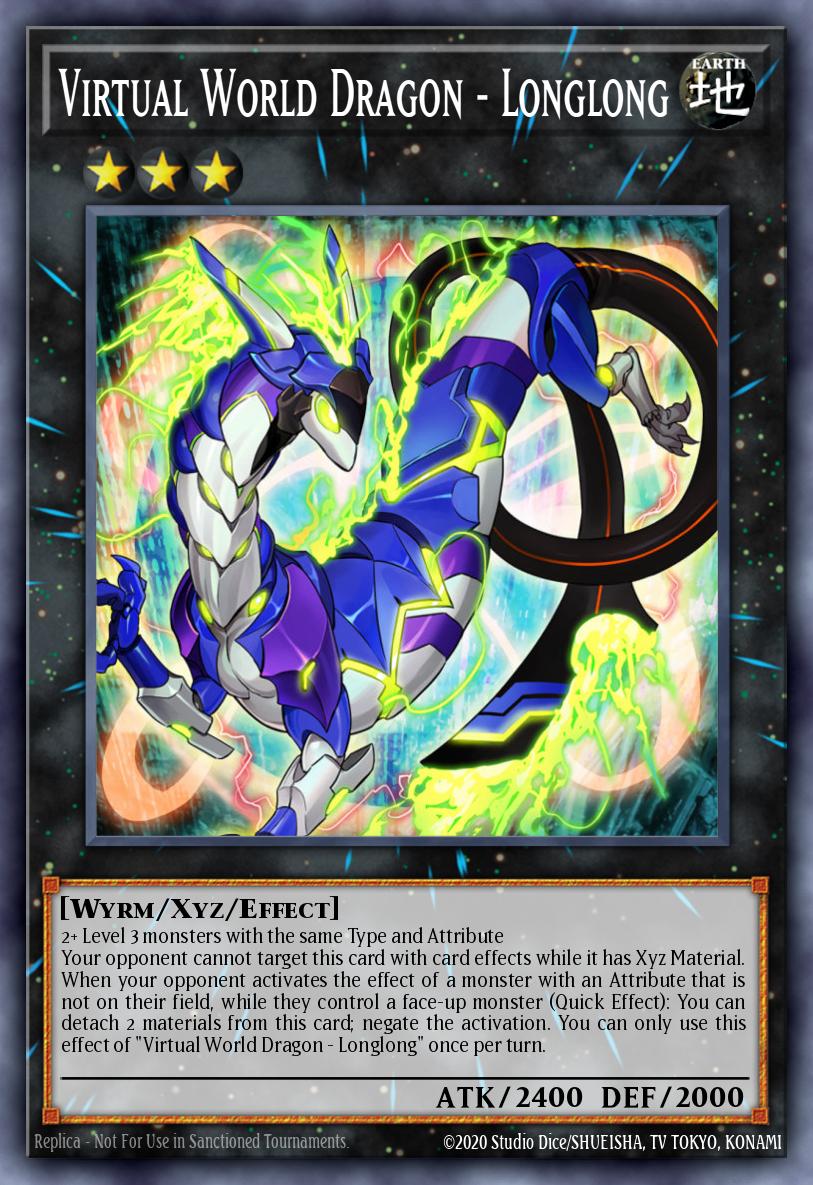 Virtual World Dragon - Longlong
EARTH
地
[Wyrm/Xyz/Effect]
2+ Level 3 monsters with the same Type and Attribute
Your opponent cannot target this card with card effects while it has Xyz Material.
When your opponent activates the effect of a monster with an Attribute that is
not on their field, while they control a face-up monster (Quick Effect): You can
detach 2 materials from this card; negate the activation. You can only use this
effect of "Virtual World Dragon - Longlong" once per turn.
ATK/2400 DEF/2000
Replica - Not For Use in Sanctioned Tournaments.
©2020 Studio Dice/SHUEISHA, TV TOKYO, KONAMI